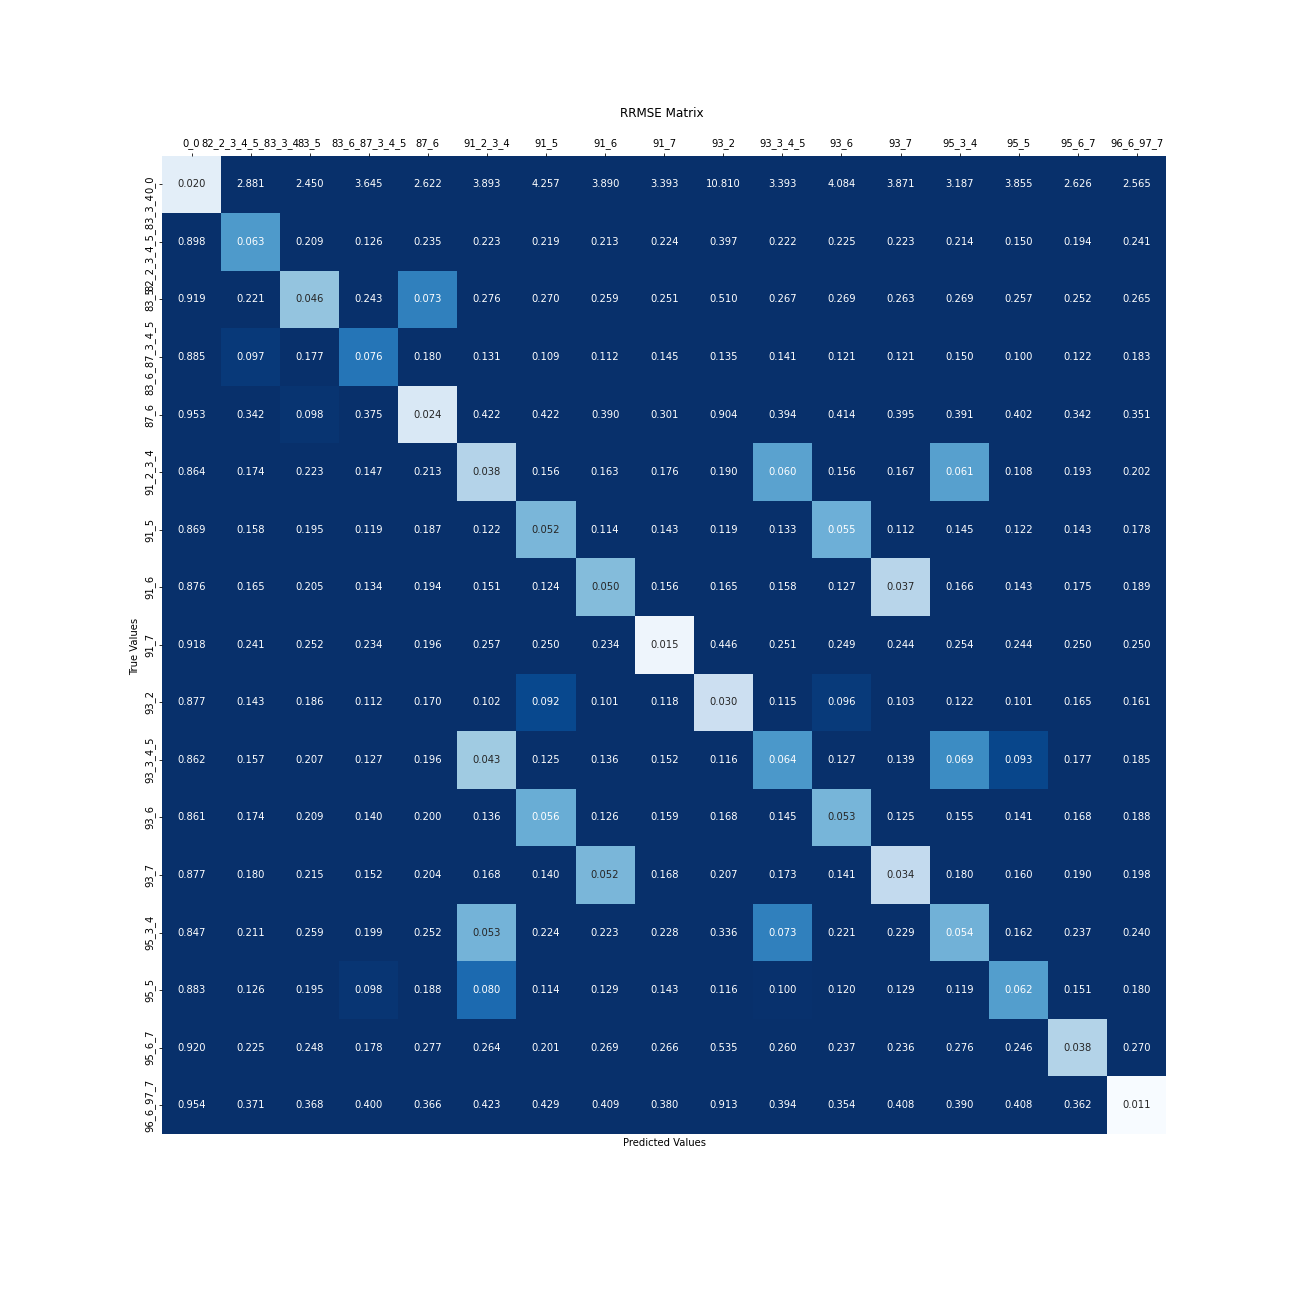 RRMSE Matrix
0_0 82_2_3_4_5_83_3_4 83_5 83_6_87_3_4_5 87_6 91_2_3_4 91_5 91_6 91_7 93_2 93_3_4_5 93_6 93_7 95_3_4 95_5 95_6_7 96_6_97_7
0_0 0.020 2.881 2.450 3.645 2.622 3.893 4.257 3.890 3.393 10.810 3.393 4.084 3.871 3.187 3.855 2.626 2.565
82_2_3_4_5_83_3_4 0.898 0.063 0.209 0.126 0.235 0.223 0.219 0.213 0.224 0.397 0.222 0.225 0.223 0.214 0.150 0.194 0.241
83_5 0.919 0.221 0.046 0.243 0.073 0.276 0.270 0.259 0.251 0.510 0.267 0.269 0.263 0.269 0.257 0.252 0.265
83_6_87_3_4_5 0.885 0.097 0.177 0.076 0.180 0.131 0.109 0.112 0.145 0.135 0.141 0.121 0.121 0.150 0.100 0.122 0.183
87_6 0.953 0.342 0.098 0.375 0.024 0.422 0.422 0.390 0.301 0.904 0.394 0.414 0.395 0.391 0.402 0.342 0.351
91_2_3_4 0.864 0.174 0.223 0.147 0.213 0.038 0.156 0.163 0.176 0.190 0.060 0.156 0.167 0.061 0.108 0.193 0.202
91_5 0.869 0.158 0.195 0.119 0.187 0.122 0.052 0.114 0.143 0.119 0.133 0.055 0.112 0.145 0.122 0.143 0.178
91_6 0.876 0.165 0.205 0.134 0.194 0.151 0.124 0.050 0.156 0.165 0.158 0.127 0.037 0.166 0.143 0.175 0.189
91_7 0.918 0.241 0.252 0.234 0.196 0.257 0.250 0.234 0.015 0.446 0.251 0.249 0.244 0.254 0.244 0.250 0.250
93_2 0.877 0.143 0.186 0.112 0.170 0.102 0.092 0.101 0.118 0.030 0.115 0.096 0.103 0.122 0.101 0.165 0.161
93_3_4_5 0.862 0.157 0.207 0.127 0.196 0.043 0.125 0.136 0.152 0.116 0.064 0.127 0.139 0.069 0.093 0.177 0.185
93_6 0.861 0.174 0.209 0.140 0.200 0.136 0.056 0.126 0.159 0.168 0.145 0.053 0.125 0.155 0.141 0.168 0.188
93_7 0.877 0.180 0.215 0.152 0.204 0.168 0.140 0.052 0.168 0.207 0.173 0.141 0.034 0.180 0.160 0.190 0.198
95_3_4 0.847 0.211 0.259 0.199 0.252 0.053 0.224 0.223 0.228 0.336 0.073 0.221 0.229 0.054 0.162 0.237 0.240
95_5 0.883 0.126 0.195 0.098 0.188 0.080 0.114 0.129 0.143 0.116 0.100 0.120 0.129 0.119 0.062 0.151 0.180
95_6_7 0.920 0.225 0.248 0.178 0.277 0.264 0.201 0.269 0.266 0.535 0.260 0.237 0.236 0.276 0.246 0.038 0.270
96_6_97_7 0.954 0.371 0.368 0.400 0.366 0.423 0.429 0.409 0.380 0.913 0.394 0.354 0.408 0.390 0.408 0.362 0.011
True Values
Predicted Values